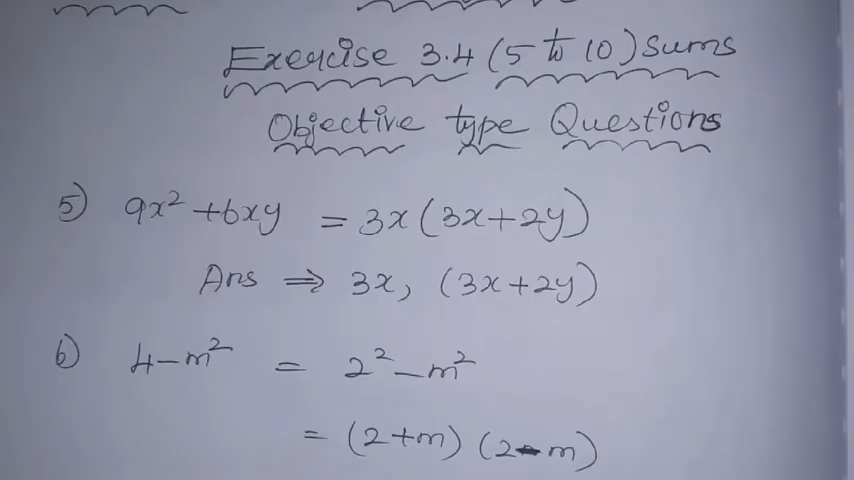 Exercise 3.4 (5 to 10) Sums
Objective type Questions
5) 9x² + 6xy = 3x(3x+2y)
Ans ⇒ 3x, (3x+2y)
6) 4-m² = 2² - m²
= (2+m) (2-m)